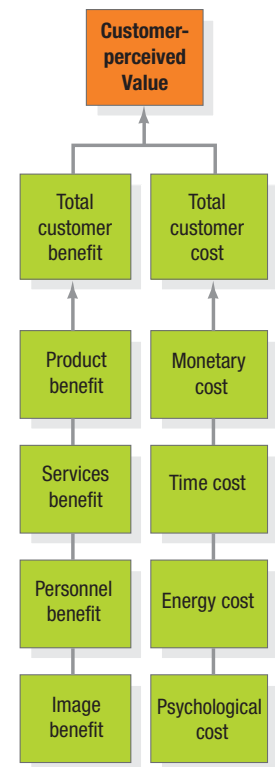 Customer-
perceived
Value
Total
customer
benefit
Total
customer
cost
Product
benefit
Monetary
cost
Services
benefit
Time cost
Personnel
benefit
Energy cost
Image
benefit
Psychological
cost